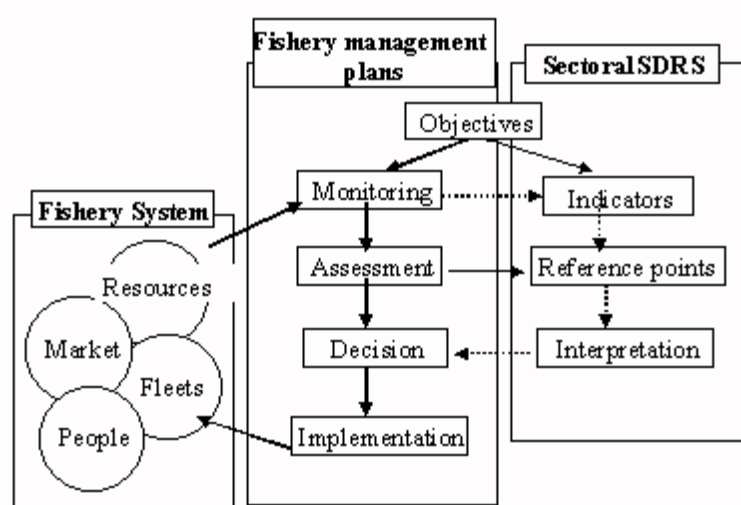 Fishery management
plans
Sectoral SDRS
Objectives
Monitoring
Indicators
Fishery System
Assessment
Reference points
Resources
Market
Decision
Interpretation
Fleets
People
Implementation